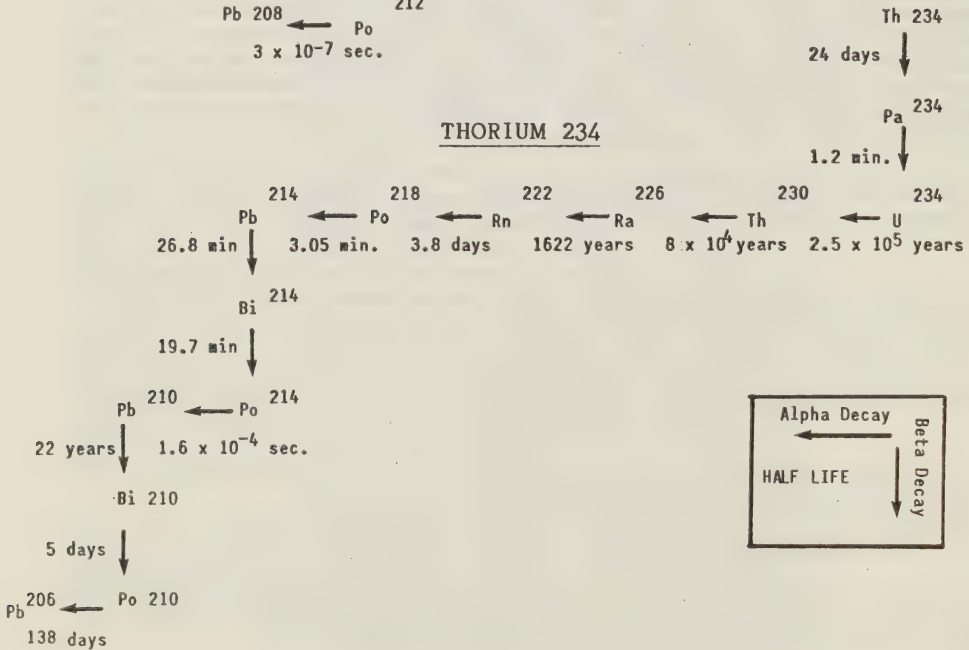 212
Pb 208 Po
3 x 10-7 sec.
Th 234
24 days
Pa 234
THORIUM 234
1.2 min.
214 218 222 226 230 234
Pb Po Rn Ra Th U
26.8 min 3.05 min. 3.8 days 1622 years 8 x 10⁴ years 2.5 x 10⁵ years
Bi 214
19.7 min
Pb 210 Po 214
22 years 1.6 x 10⁻⁴ sec.
Bi 210
5 days
Pb 206 Po 210
138 days
Alpha Decay
Beta Decay
HALF LIFE